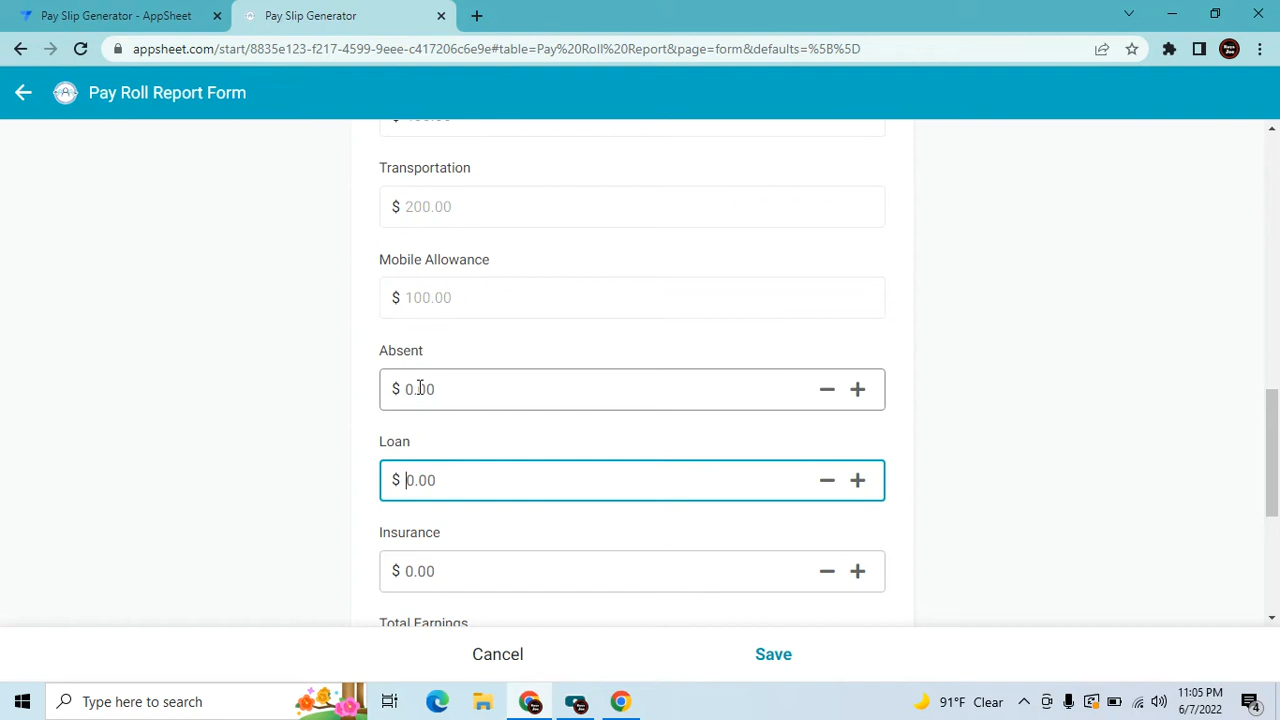 Pay Slip Generator - AppSheet
Pay Slip Generator
appsheet.com/start/8835e123-f217-4599-9eee-c417206c6e9e#table=Pay%20Roll%20Report&page=form&defaults=%5B%5D
Pay Roll Report Form
Transportation
$ 200.00
Mobile Allowance
$ 100.00
Absent
$ 0.00
Loan
$ 0.00
Insurance
$ 0.00
Total Earnings
Cancel
Save
Type here to search
91°F Clear
11:05 PM
6/7/2022
4